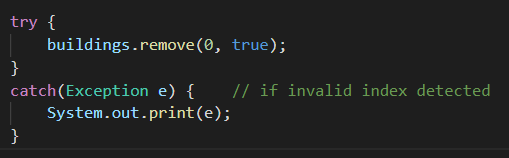 try {
    buildings.remove(0, true);
}
catch(Exception e) {    // if invalid index detected
    System.out.print(e);
}